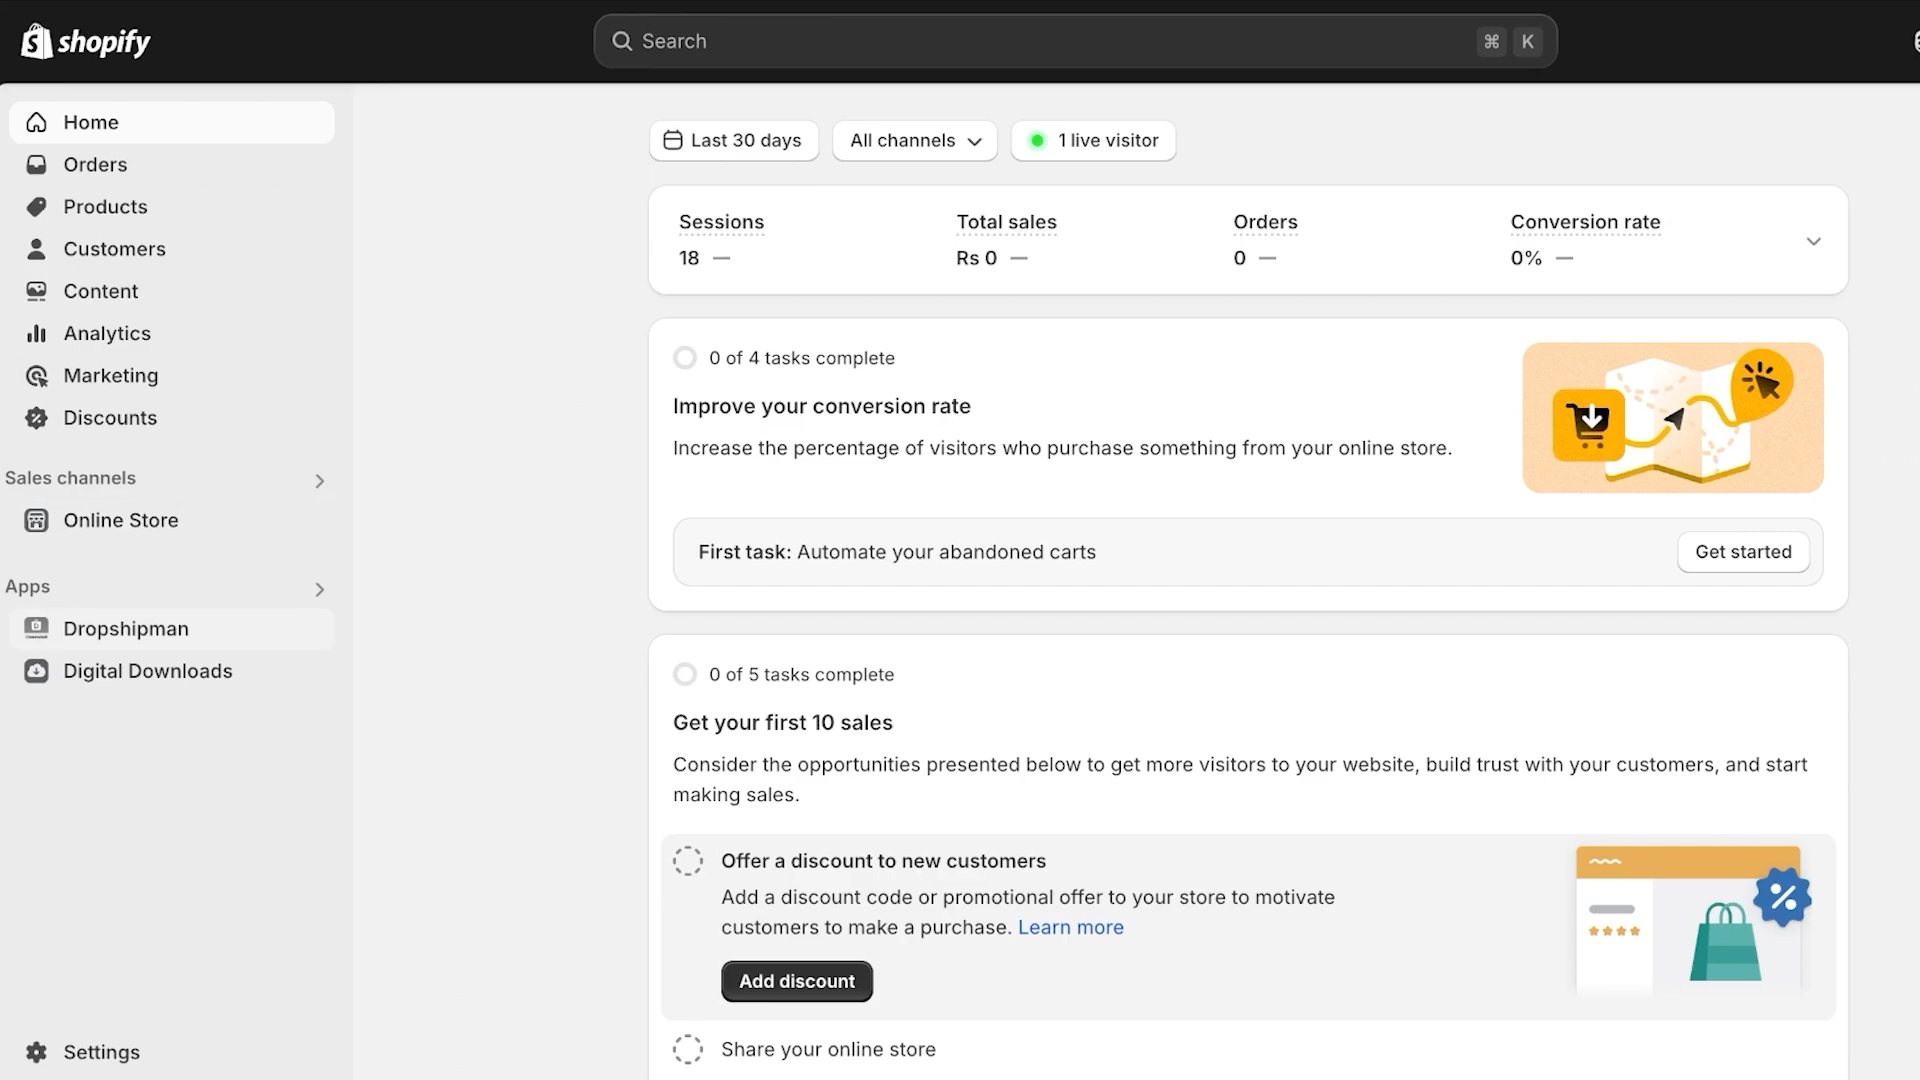 shopify
Search
⌘ K
Home
Orders
Products
Customers
Content
Analytics
Marketing
Discounts
Sales channels
Online Store
Apps
Dropshipman
Digital Downloads
Settings
Last 30 days
All channels
1 live visitor
Sessions
18 —
Total sales
Rs 0 —
Orders
0 —
Conversion rate
0% —
0 of 4 tasks complete
Improve your conversion rate
Increase the percentage of visitors who purchase something from your online store.
First task: Automate your abandoned carts
Get started
0 of 5 tasks complete
Get your first 10 sales
Consider the opportunities presented below to get more visitors to your website, build trust with your customers, and start
making sales.
Offer a discount to new customers
Add a discount code or promotional offer to your store to motivate
customers to make a purchase. Learn more
Add discount
Share your online store